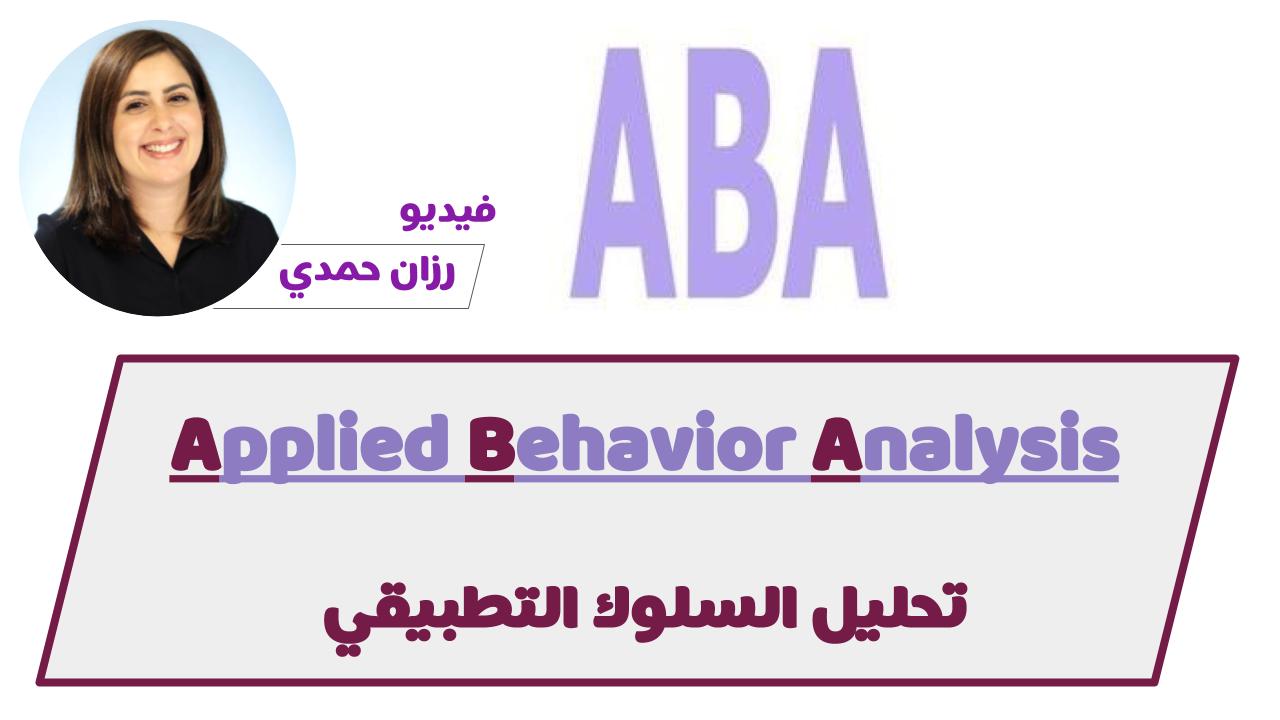 ABA
فيديو
رزان حمدي
Applied Behavior Analysis
تحليل السلوك التطبيقي